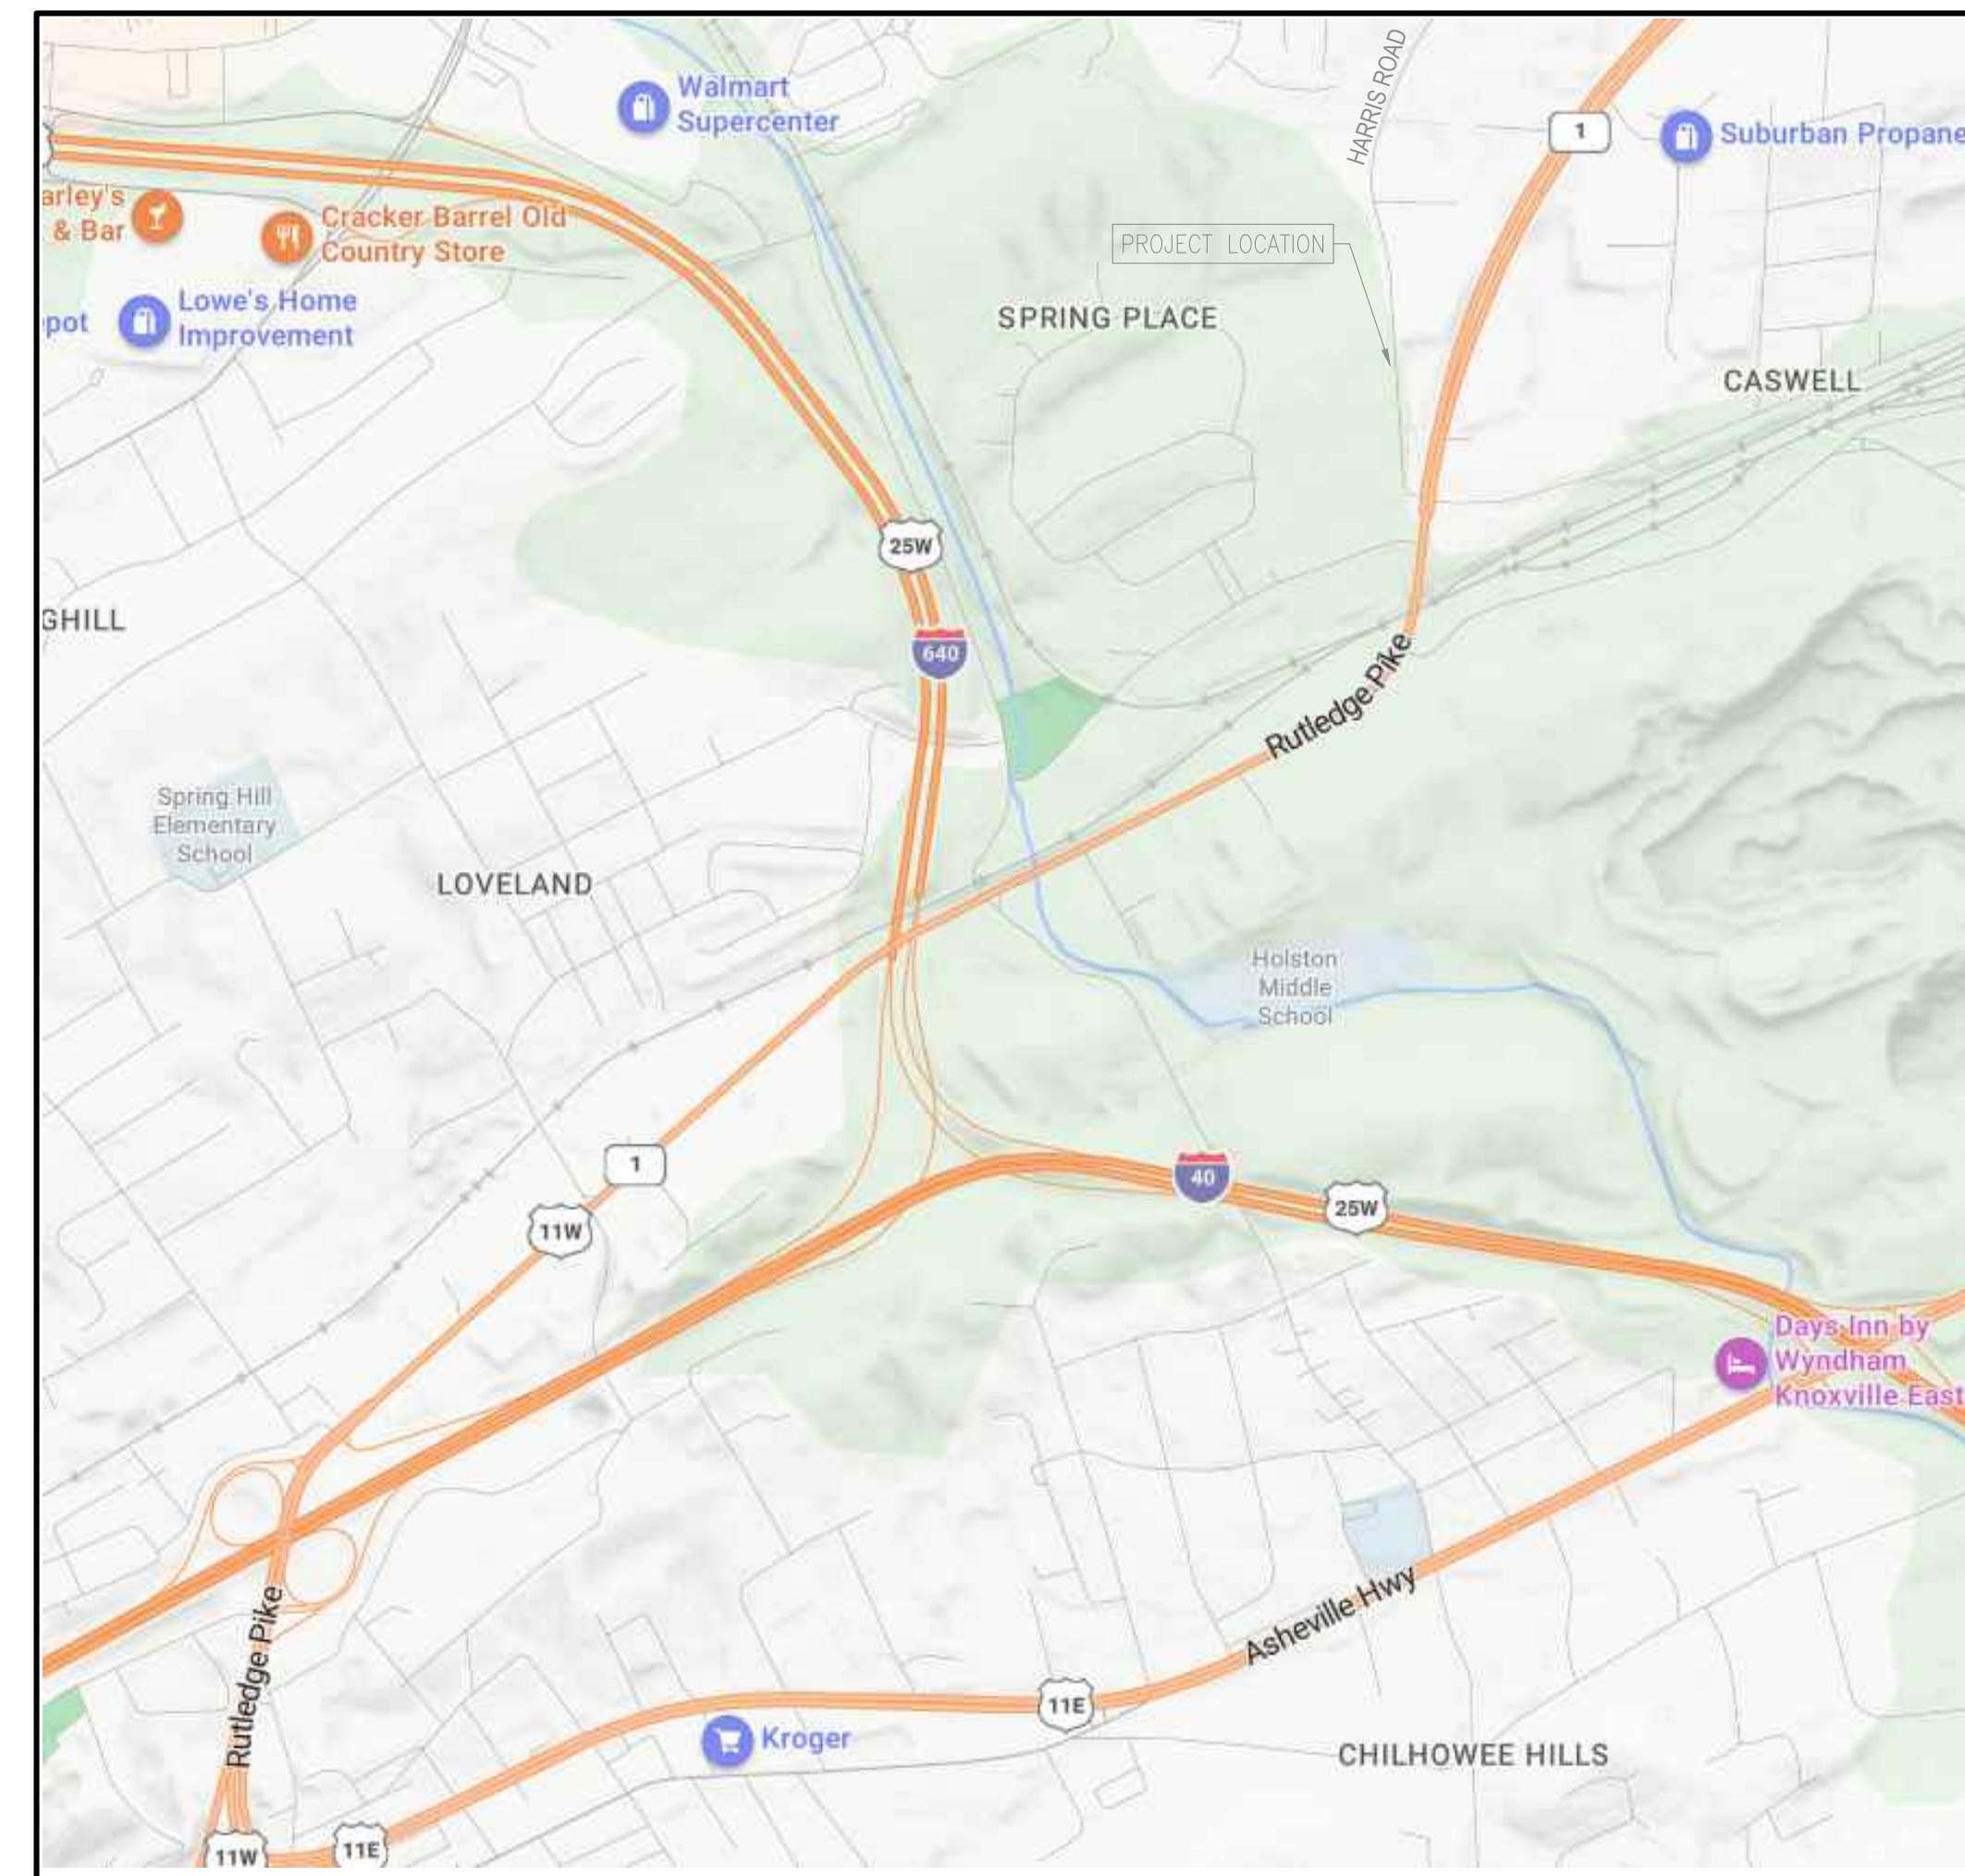 HARRIS ROAD
Walmart
Supercenter
1
Suburban Propane
arley's
& Bar
Cracker Barrel Old
Country Store
PROJECT LOCATION
Lowe's Home
Improvement
pot
SPRING PLACE
CASWELL
25W
GHILL
640
Rutledge Pike
Spring Hill
Elementary
School
LOVELAND
Holston
Middle
School
1
40
25W
11W
Days Inn by
Wyndham
Knoxville East
Asheville Hwy
Rutledge Pike
11E
Kroger
CHILHOWEE HILLS
11E
11W